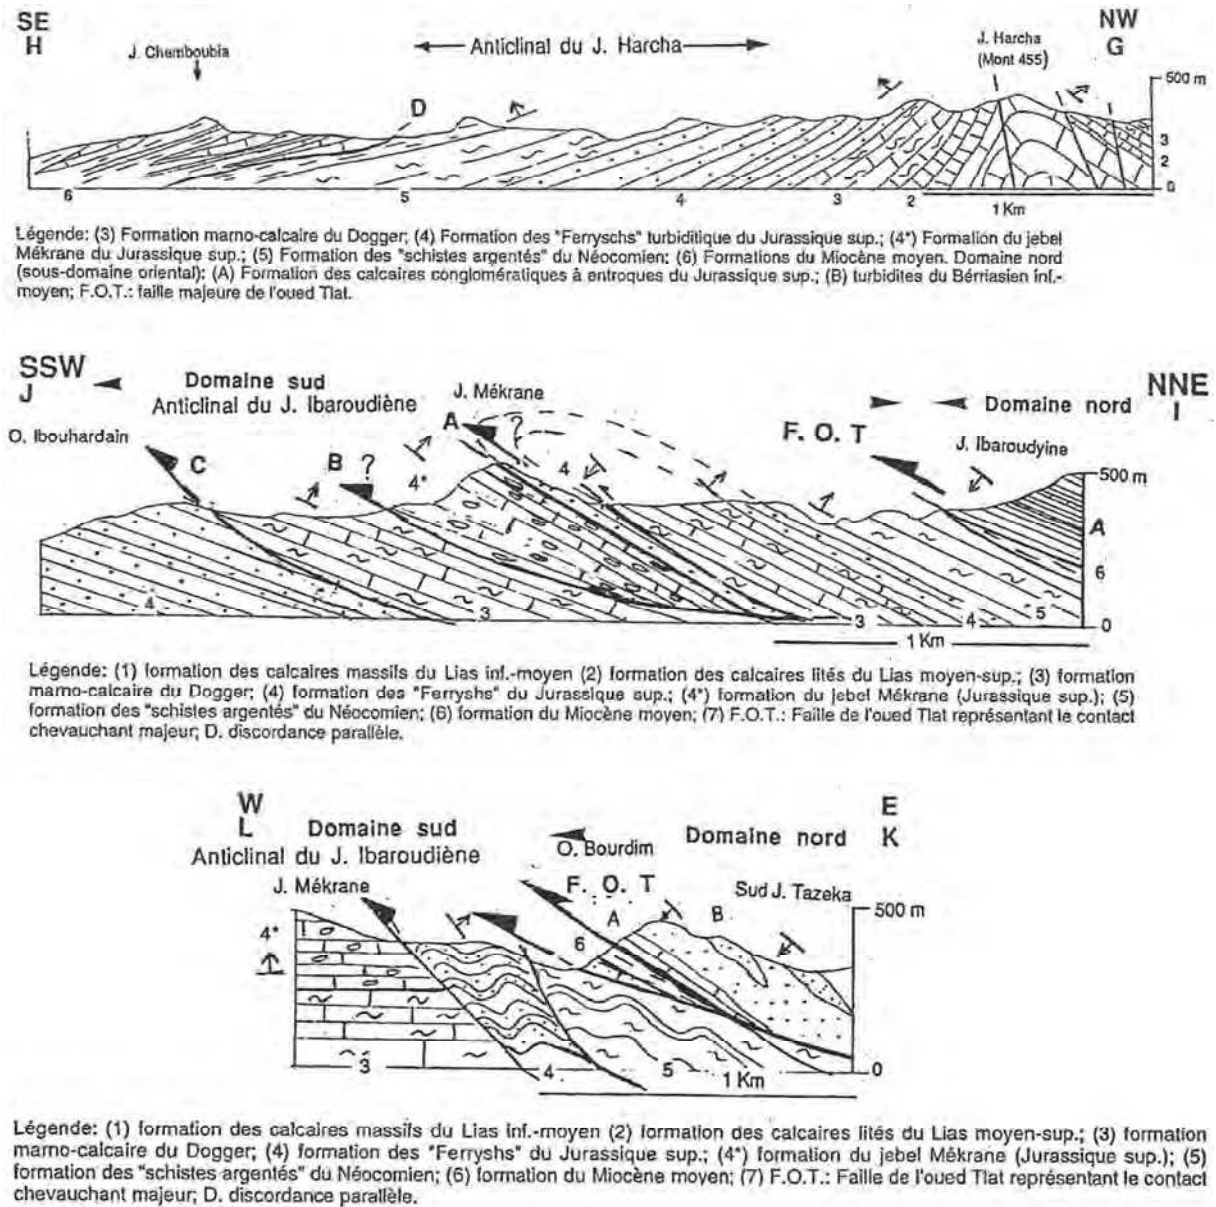 SE
H
J. Chemboubia
Anticlinal du J. Harcha
J. Harcha
(Mont 455)
NW
G
500 m
D
3
2
0
6
5
4
3
2
1 Km
Légende: (3) Formation marno-calcaire du Dogger; (4) Formation des "Ferryschs" turbiditique du Jurassique sup.; (4*) Formation du jebel
Mékrane du Jurassique sup.; (5) Formation des "schistes argentés" du Néocomien: (6) Formations du Miocène moyen. Domaine nord
(sous-domaine oriental): (A) Formation des calcaires conglomératiques à entroques du Jurassique sup.; (B) turbidites du Bérriasien inf.-
moyen; F.O.T.: faille majeure de l'oued Tlat.
SSW
J
Domaine sud
Anticlinal du J. Ibaroudiène
J. Mékrane
NNE
I
Domaine nord
O. Ibouhardain
F. O. T
J. Ibaroudyine
A
?
C
B ?
4*
4
500 m
A
6
0
4
3
3
4
5
1 Km
Légende: (1) formation des calcaires massifs du Lias inf.-moyen (2) formation des calcaires lités du Lias moyen-sup.; (3) formation
marno-calcaire du Dogger; (4) formation des "Ferryshs" du Jurassique sup.; (4*) formation du jebel Mékrane (Jurassique sup.); (5)
formation des "schistes argentés" du Néocomien; (6) formation du Miocène moyen; (7) F.O.T.: Faille de l'oued Tlat représentant le contact
chevauchant majeur; D. discordance parallèle.
W
L
Domaine sud
Anticlinal du J. Ibaroudiène
J. Mékrane
O. Bourdim
F. O. T
E
K
Domaine nord
Sud J. Tazeka
500 m
A
B
4*
6
3
4
5
1 Km
0
Légende: (1) formation des calcaires massifs du Lias inf.-moyen (2) formation des calcaires lités du Lias moyen-sup.; (3) formation
marno-calcaire du Dogger; (4) formation des "Ferryshs" du Jurassique sup.; (4*) formation du jebel Mékrane (Jurassique sup.); (5)
formation des "schistes argentés" du Néocomien; (6) formation du Miocène moyen; (7) F.O.T.: Faille de l'oued Tlat représentant le contact
chevauchant majeur; D. discordance parallèle.